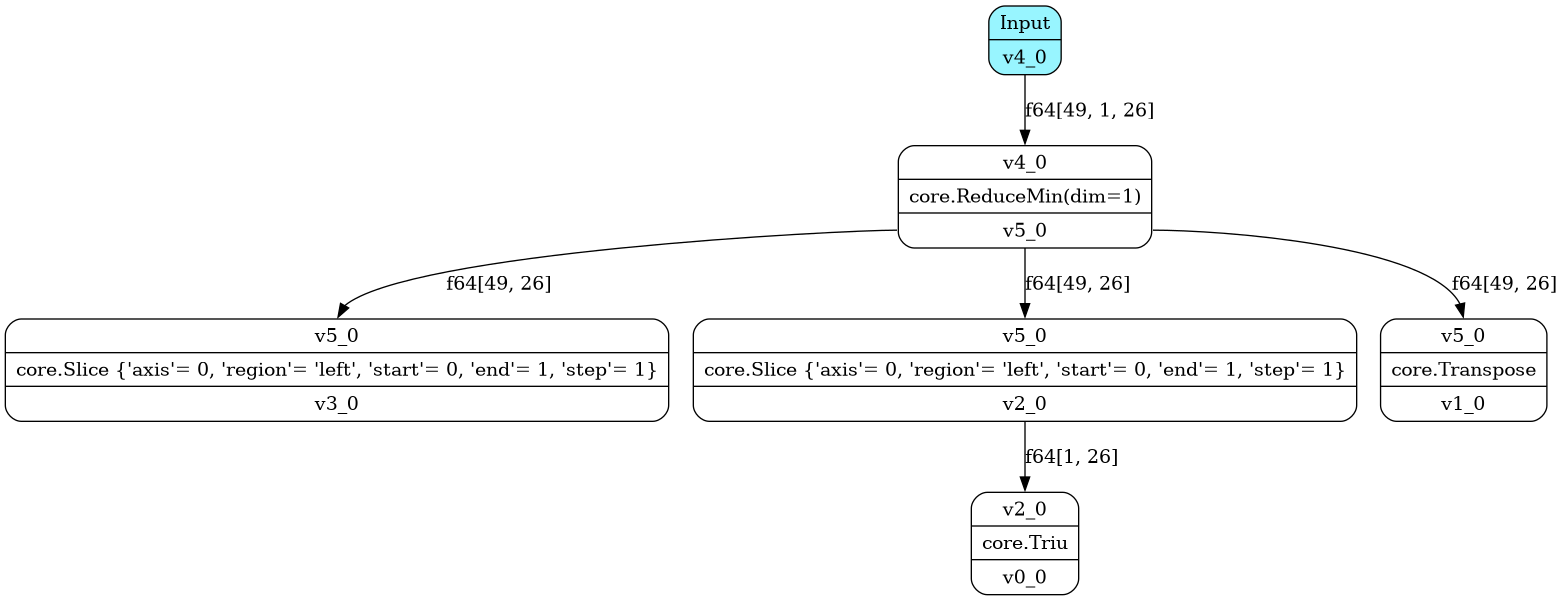 Input
v4_0
f64[49, 1, 26]
v4_0
core.ReduceMin(dim=1)
v5_0
f64[49, 26]
f64[49, 26]
f64[49, 26]
v5_0
core.Slice {'axis'= 0, 'region'= 'left', 'start'= 0, 'end'= 1, 'step'= 1}
v3_0
v5_0
core.Slice {'axis'= 0, 'region'= 'left', 'start'= 0, 'end'= 1, 'step'= 1}
v2_0
v5_0
core.Transpose
v1_0
f64[1, 26]
v2_0
core.Triu
v0_0